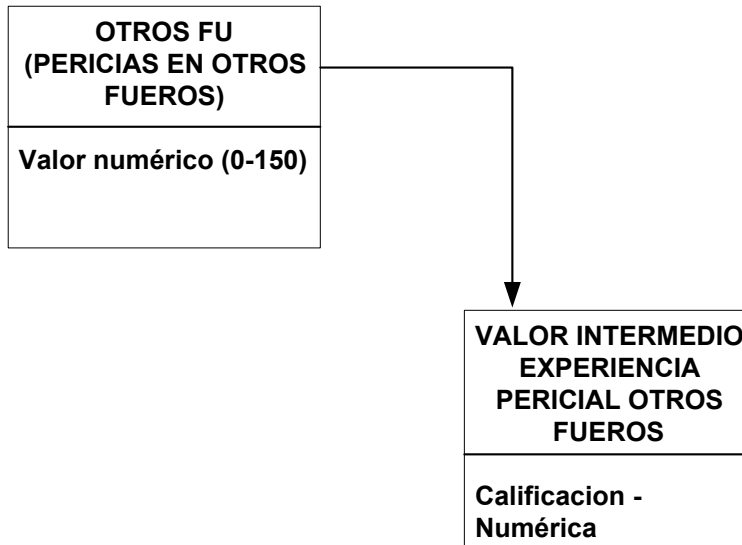 OTROS FU
(PERICIAS EN OTROS
FUEROS)
Valor numérico (0-150)
VALOR INTERMEDIO
EXPERIENCIA
PERICIAL OTROS
FUEROS
Calificacion -
Numérica